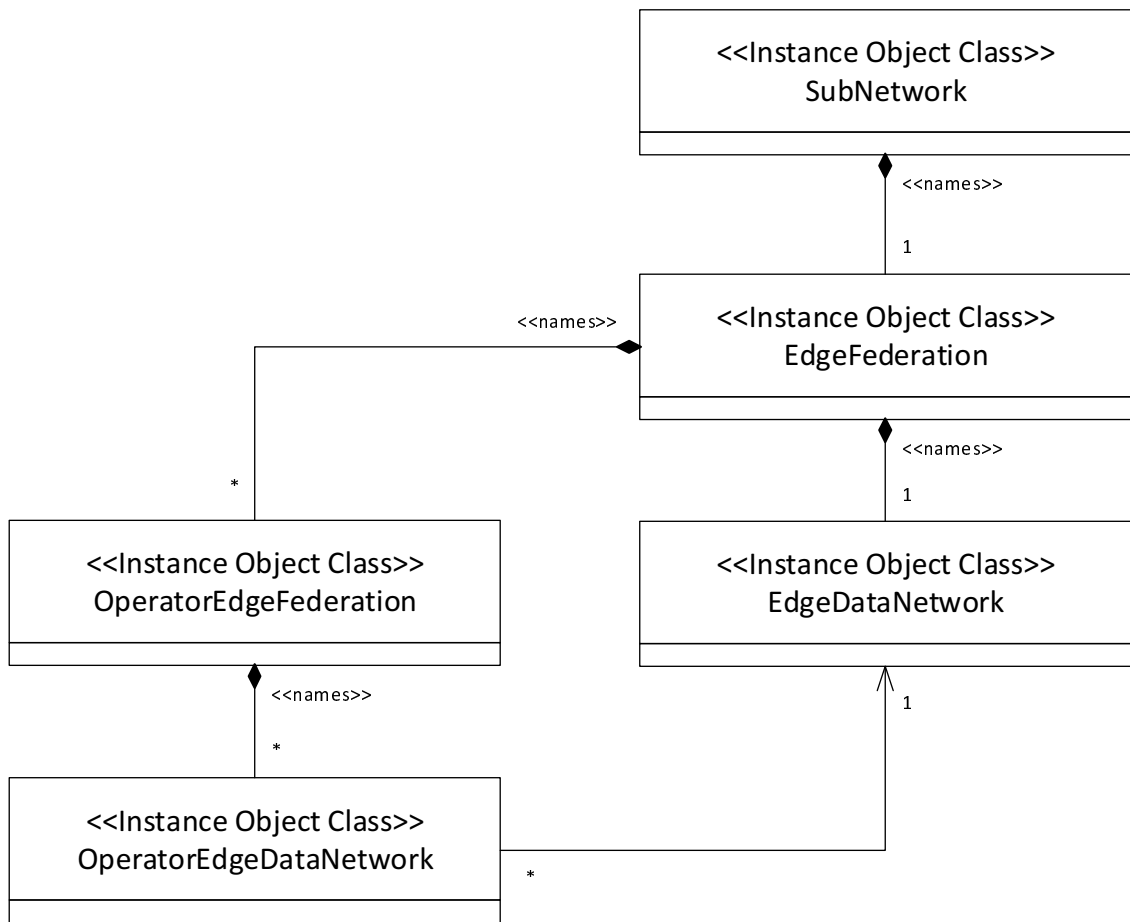 <<Instance Object Class>>
SubNetwork
<<names>>
1
<<names>>
<<Instance Object Class>>
EdgeFederation
<<names>>
*
1
<<Instance Object Class>>
OperatorEdgeFederation
<<Instance Object Class>>
EdgeDataNetwork
<<names>>
1
*
<<Instance Object Class>>
OperatorEdgeDataNetwork
*